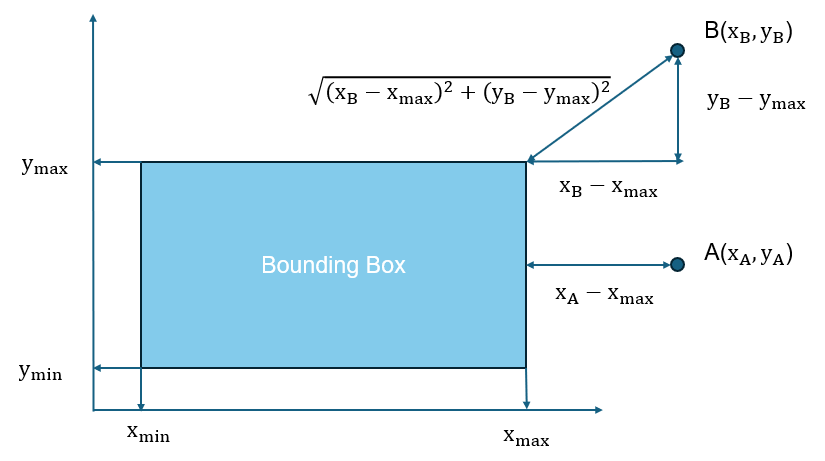 B(x_B, y_B)
√(x_B − x_max)² + (y_B − y_max)²
y_B − y_max
y_max
x_B − x_max
Bounding Box
A(x_A, y_A)
x_A − x_max
y_min
x_min
x_max